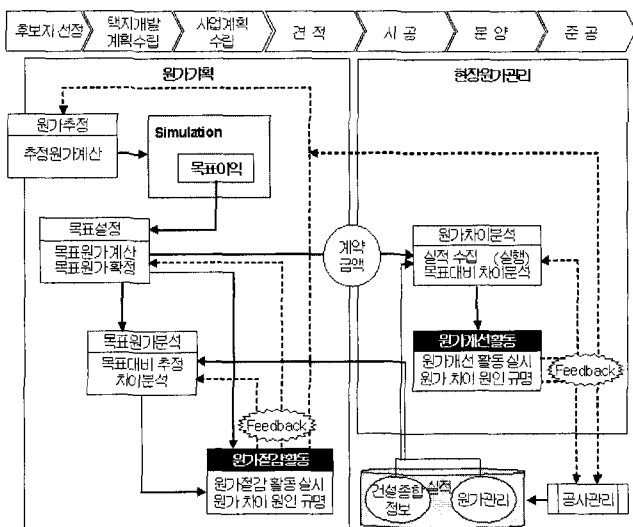 후보지 선정
택지개발
계획수립
사업계획
수립
견 적
시 공
분 양
준 공
원가기획
현장원가관리
원가추정
추정원가계산
Simulation
목표이익
목표설정
목표원가계산
목표원가확정
계약
금액
원가차이분석
실적 수집 (실행)
목표대비 차이분석
목표원가분석
목표대비 추정
차이분석
원가개선활동
원가개선 활동 실시
원가 차이 원인 규명
Feedback
Feedback
원가절감활동
원가절감 활동 실시
원가 차이 원인 규명
실적
건설종합
정보
원가관리
공사관리